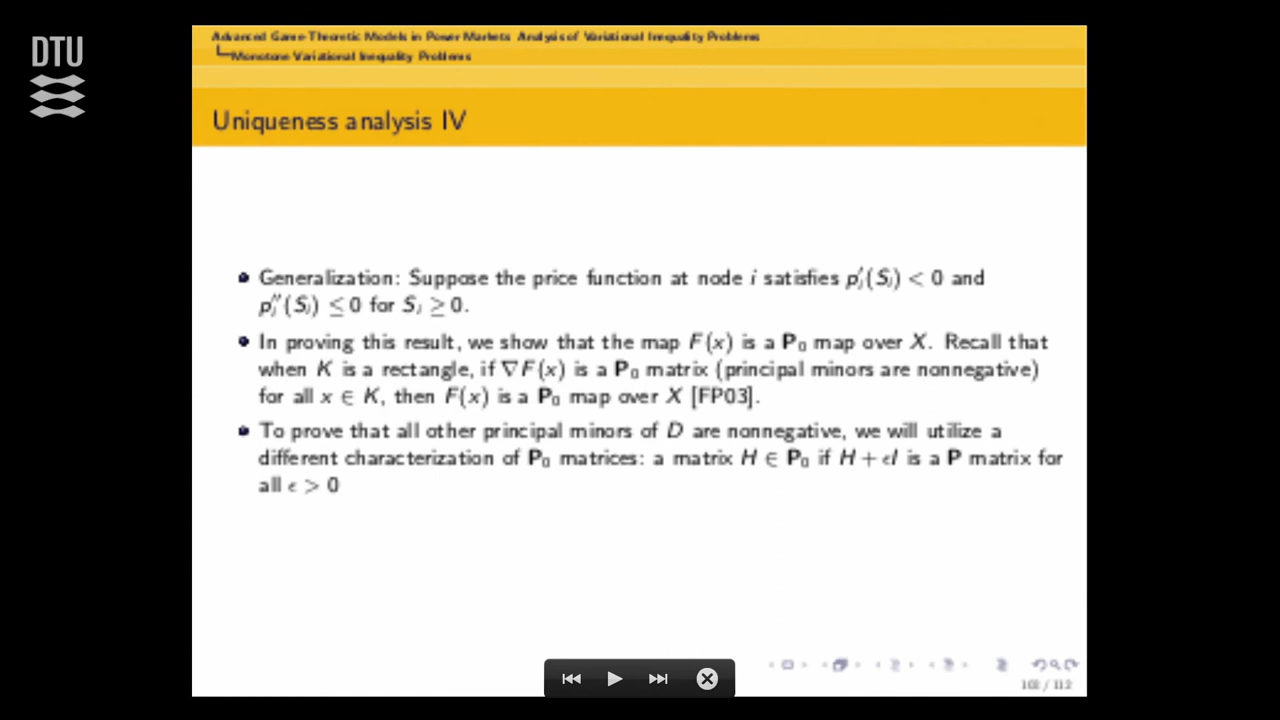 DTU
Advanced Game-Theoretic Models in Power Markets Analysis of Variational Inequality Problems
Monotone Variational Inequality Problems
Uniqueness analysis IV
Generalization: Suppose the price function at node i satisfies p′ᵢ(Sᵢ) < 0 and
p″ᵢ(Sᵢ) ≤ 0 for Sᵢ ≥ 0.
In proving this result, we show that the map F(x) is a P₀ map over X. Recall that
when K is a rectangle, if ∇F(x) is a P₀ matrix (principal minors are nonnegative)
for all x ∈ K, then F(x) is a P₀ map over X [FP03].
To prove that all other principal minors of D are nonnegative, we will utilize a
different characterization of P₀ matrices: a matrix H ∈ P₀ if H + ϵI is a P matrix for
all ϵ > 0
/ 112